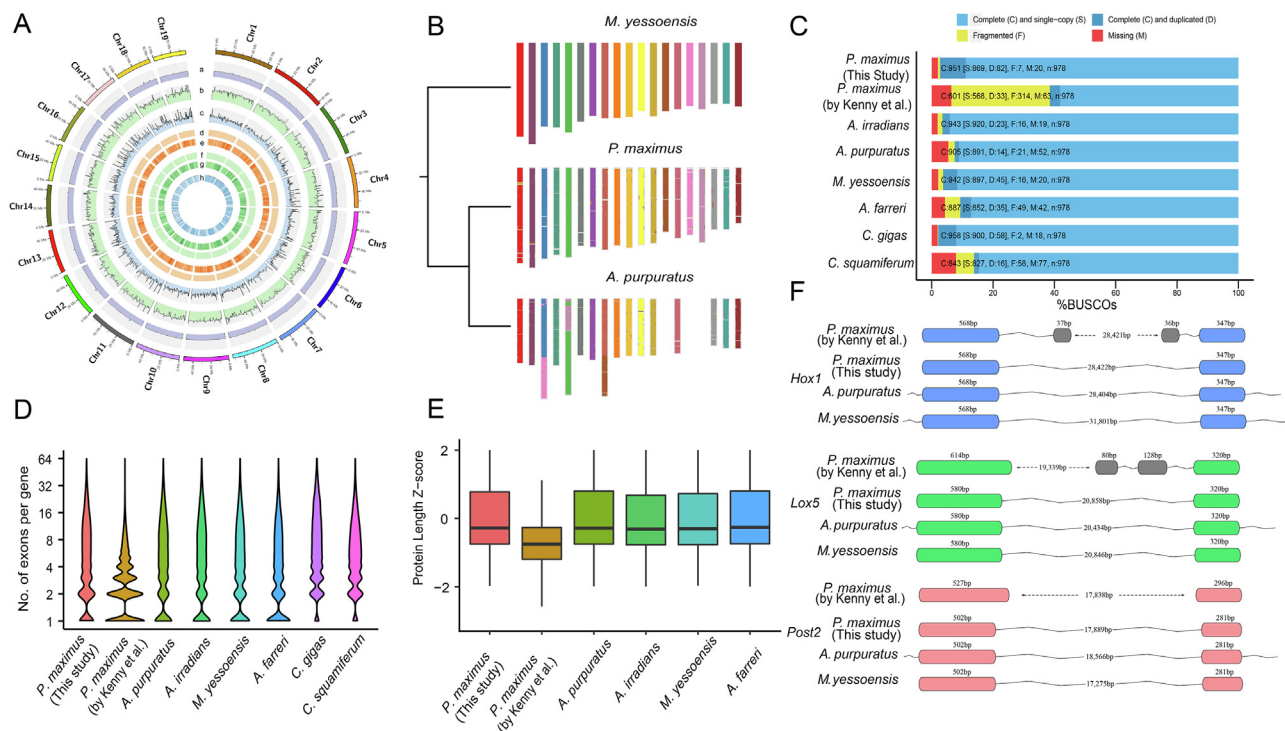 A
Chr1
Chr2
Chr3
Chr4
Chr5
Chr6
Chr7
Chr8
Chr9
Chr10
Chr11
Chr12
Chr13
Chr14
Chr15
Chr16
Chr17
Chr18
Chr19
a
b
c
d
e
f
g
h
B
M. yessoensis
P. maximus
A. purpuratus
C
Complete (C) and single−copy (S)
Complete (C) and duplicated (D)
Fragmented (F)
Missing (M)
P. maximus
(This Study)
C:951 [S:869, D:82], F:7, M:20, n:978
P. maximus
(by Kenny et al.)
C:601 [S:568, D:33], F:314, M:63, n:978
A. irradians
C:943 [S:920, D:23], F:16, M:19, n:978
A. purpuratus
C:905 [S:891, D:14], F:21, M:52, n:978
M. yessoensis
C:942 [S:897, D:45], F:16, M:20, n:978
A. farreri
C:887 [S:852, D:35], F:49, M:42, n:978
C. gigas
C:958 [S:900, D:58], F:2, M:18, n:978
C. squamiferum
C:843 [S:827, D:16], F:58, M:77, n:978
0 20 40 60 80 100
%BUSCOs
D
No. of exons per gene
64
32
16
8
4
2
1
P. maximus
(This study)
P. maximus
(by Kenny et al.)
A. purpuratus
A. irradians
M. yessoensis
A. farreri
C. gigas
C. squamiferum
E
Protein Length Z-score
2
0
−2
P. maximus
(This study)
P. maximus
(by Kenny et al.)
A. purpuratus
A. irradians
M. yessoensis
A. farreri
F
Hox1
P. maximus
(by Kenny et al.)
568bp 37bp 28,421bp 36bp 347bp
P. maximus
(This study)
568bp 28,422bp 347bp
A. purpuratus
568bp 28,404bp 347bp
M. yessoensis
568bp 31,801bp 347bp
Lox5
P. maximus
(by Kenny et al.)
614bp 19,339bp 80bp 128bp 320bp
P. maximus
(This study)
580bp 20,858bp 320bp
A. purpuratus
580bp 20,434bp 320bp
M.yessoensis
580bp 20,846bp 320bp
Post2
P. maximus
(by Kenny et al.)
527bp 17,838bp 296bp
P. maximus
(This study)
502bp 17,889bp 281bp
A. purpuratus
502bp 18,566bp 281bp
M.yessoensis
502bp 17,275bp 281bp